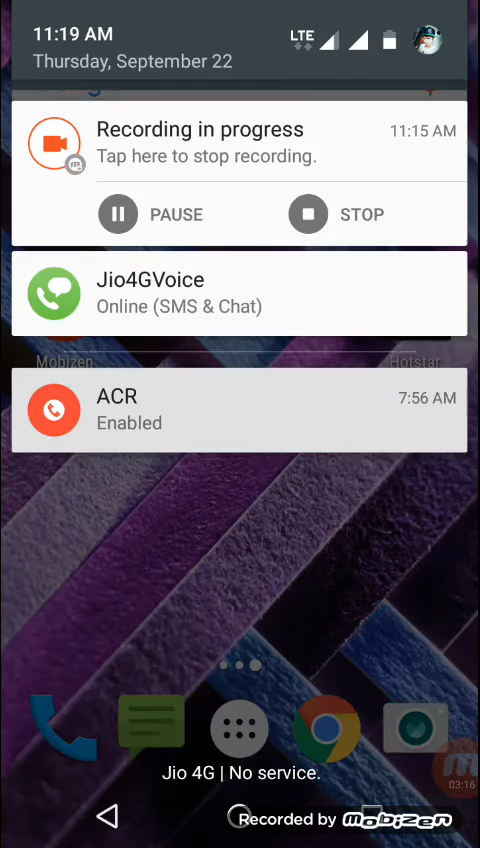 11:19 AM
LTE
Thursday, September 22
Recording in progress
11:15 AM
Tap here to stop recording.
PAUSE
STOP
Jio4GVoice
Online (SMS & Chat)
Mobizen
Hotstar
ACR
7:56 AM
Enabled
Jio 4G | No service.
03:16
Recorded by mobizen